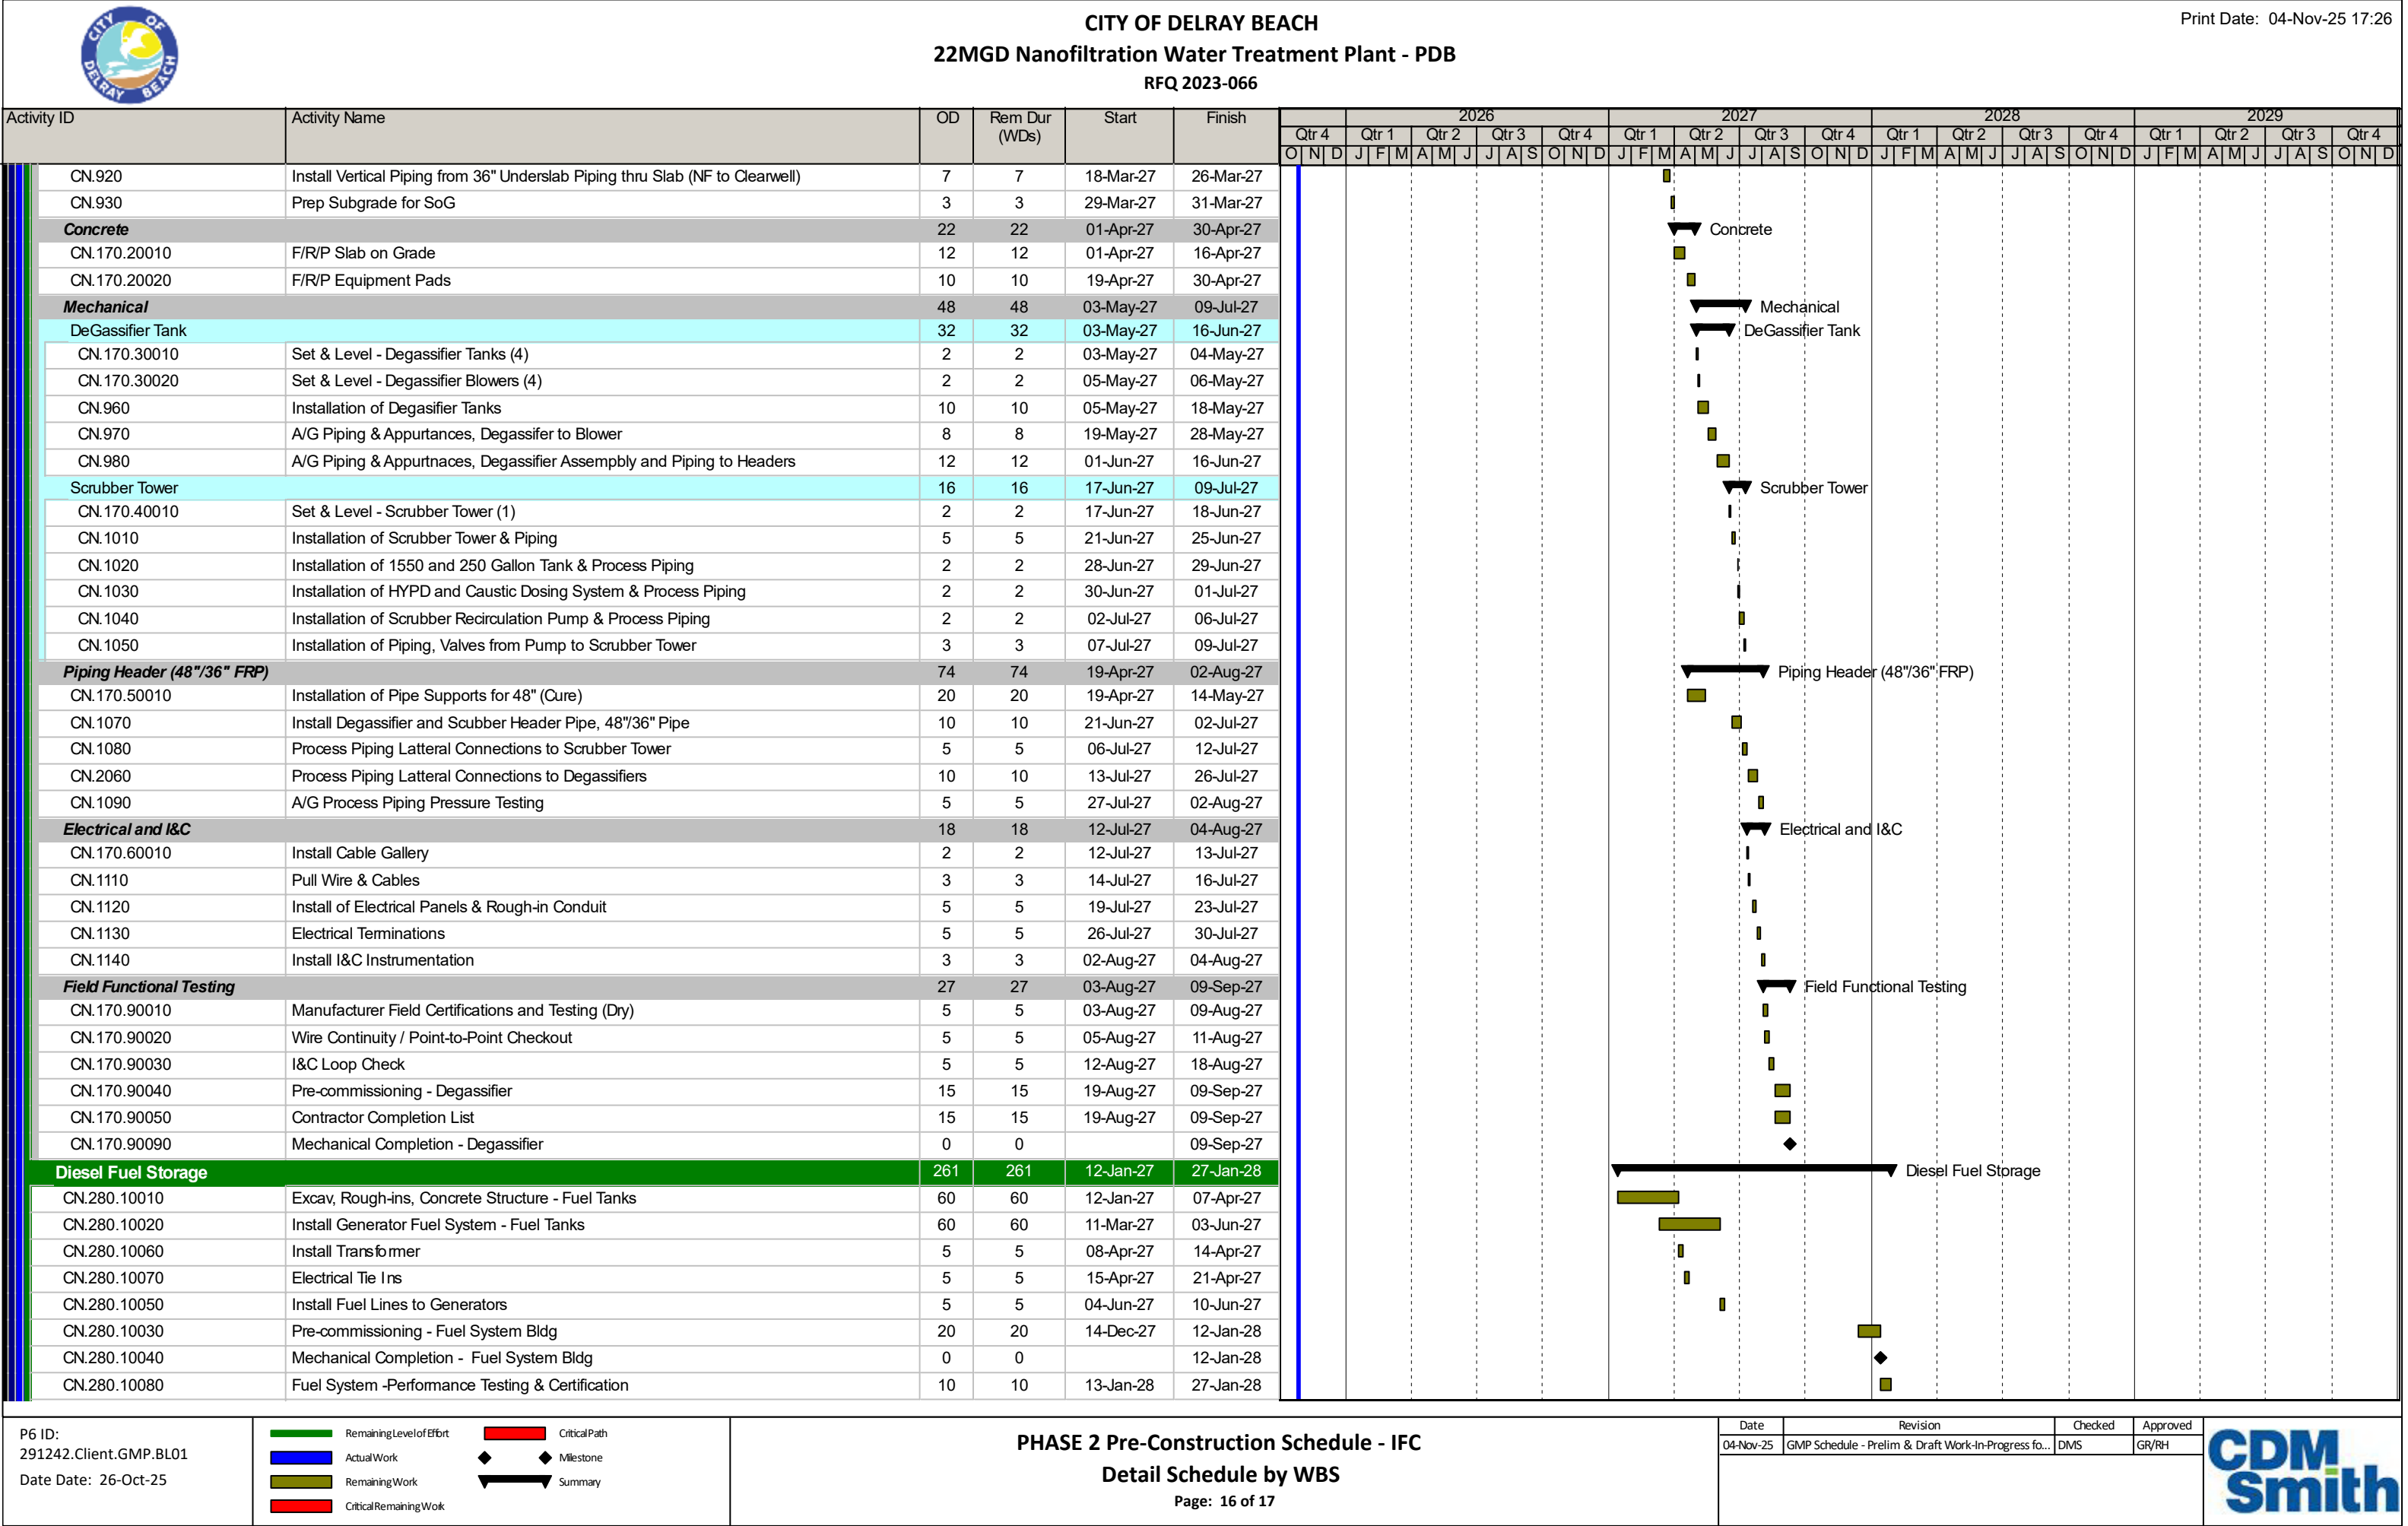 CITY OF DELRAY BEACH
CITY OF DELRAY BEACH
22MGD Nanofiltration Water Treatment Plant - PDB
RFQ 2023-066
Print Date: 04-Nov-25 17:26
Activity ID Activity Name OD Rem Dur (WDs) Start Finish
2026 2027 2028 2029
Qtr 4 Qtr 1 Qtr 2 Qtr 3 Qtr 4 Qtr 1 Qtr 2 Qtr 3 Qtr 4 Qtr 1 Qtr 2 Qtr 3 Qtr 4 Qtr 1 Qtr 2 Qtr 3 Qtr 4
O N D J F M A M J J A S O N D J F M A M J J A S O N D J F M A M J J A S O N D J F M A M J J A S O N D
CN.920 Install Vertical Piping from 36" Underslab Piping thru Slab (NF to Clearwell) 7 7 18-Mar-27 26-Mar-27
CN.930 Prep Subgrade for SoG 3 3 29-Mar-27 31-Mar-27
Concrete 22 22 01-Apr-27 30-Apr-27 Concrete
CN.170.20010 F/R/P Slab on Grade 12 12 01-Apr-27 16-Apr-27
CN.170.20020 F/R/P Equipment Pads 10 10 19-Apr-27 30-Apr-27
Mechanical 48 48 03-May-27 09-Jul-27 Mechanical
DeGassifier Tank 32 32 03-May-27 16-Jun-27 DeGassifier Tank
CN.170.30010 Set & Level - Degassifier Tanks (4) 2 2 03-May-27 04-May-27
CN.170.30020 Set & Level - Degassifier Blowers (4) 2 2 05-May-27 06-May-27
CN.960 Installation of Degasifier Tanks 10 10 05-May-27 18-May-27
CN.970 A/G Piping & Appurtances, Degassifer to Blower 8 8 19-May-27 28-May-27
CN.980 A/G Piping & Appurtnaces, Degassifier Assempbly and Piping to Headers 12 12 01-Jun-27 16-Jun-27
Scrubber Tower 16 16 17-Jun-27 09-Jul-27 Scrubber Tower
CN.170.40010 Set & Level - Scrubber Tower (1) 2 2 17-Jun-27 18-Jun-27
CN.1010 Installation of Scrubber Tower & Piping 5 5 21-Jun-27 25-Jun-27
CN.1020 Installation of 1550 and 250 Gallon Tank & Process Piping 2 2 28-Jun-27 29-Jun-27
CN.1030 Installation of HYPD and Caustic Dosing System & Process Piping 2 2 30-Jun-27 01-Jul-27
CN.1040 Installation of Scrubber Recirculation Pump & Process Piping 2 2 02-Jul-27 06-Jul-27
CN.1050 Installation of Piping, Valves from Pump to Scrubber Tower 3 3 07-Jul-27 09-Jul-27
Piping Header (48"/36" FRP) 74 74 19-Apr-27 02-Aug-27 Piping Header (48"/36" FRP)
CN.170.50010 Installation of Pipe Supports for 48" (Cure) 20 20 19-Apr-27 14-May-27
CN.1070 Install Degassifier and Scubber Header Pipe, 48"/36" Pipe 10 10 21-Jun-27 02-Jul-27
CN.1080 Process Piping Latteral Connections to Scrubber Tower 5 5 06-Jul-27 12-Jul-27
CN.2060 Process Piping Latteral Connections to Degassifiers 10 10 13-Jul-27 26-Jul-27
CN.1090 A/G Process Piping Pressure Testing 5 5 27-Jul-27 02-Aug-27
Electrical and I&C 18 18 12-Jul-27 04-Aug-27 Electrical and I&C
CN.170.60010 Install Cable Gallery 2 2 12-Jul-27 13-Jul-27
CN.1110 Pull Wire & Cables 3 3 14-Jul-27 16-Jul-27
CN.1120 Install of Electrical Panels & Rough-in Conduit 5 5 19-Jul-27 23-Jul-27
CN.1130 Electrical Terminations 5 5 26-Jul-27 30-Jul-27
CN.1140 Install I&C Instrumentation 3 3 02-Aug-27 04-Aug-27
Field Functional Testing 27 27 03-Aug-27 09-Sep-27 Field Functional Testing
CN.170.90010 Manufacturer Field Certifications and Testing (Dry) 5 5 03-Aug-27 09-Aug-27
CN.170.90020 Wire Continuity / Point-to-Point Checkout 5 5 05-Aug-27 11-Aug-27
CN.170.90030 I&C Loop Check 5 5 12-Aug-27 18-Aug-27
CN.170.90040 Pre-commissioning - Degassifier 15 15 19-Aug-27 09-Sep-27
CN.170.90050 Contractor Completion List 15 15 19-Aug-27 09-Sep-27
CN.170.90090 Mechanical Completion - Degassifier 0 0 09-Sep-27
Diesel Fuel Storage 261 261 12-Jan-27 27-Jan-28 Diesel Fuel Storage
CN.280.10010 Excav, Rough-ins, Concrete Structure - Fuel Tanks 60 60 12-Jan-27 07-Apr-27
CN.280.10020 Install Generator Fuel System - Fuel Tanks 60 60 11-Mar-27 03-Jun-27
CN.280.10060 Install Transformer 5 5 08-Apr-27 14-Apr-27
CN.280.10070 Electrical Tie Ins 5 5 15-Apr-27 21-Apr-27
CN.280.10050 Install Fuel Lines to Generators 5 5 04-Jun-27 10-Jun-27
CN.280.10030 Pre-commissioning - Fuel System Bldg 20 20 14-Dec-27 12-Jan-28
CN.280.10040 Mechanical Completion - Fuel System Bldg 0 0 12-Jan-28
CN.280.10080 Fuel System -Performance Testing & Certification 10 10 13-Jan-28 27-Jan-28
P6 ID:
291242.Client.GMP.BL01
Date Date: 26-Oct-25
Remaining Level of Effort
Actual Work
Remaining Work
Critical Remaining Work
Critical Path
Milestone
Summary
PHASE 2 Pre-Construction Schedule - IFC
Detail Schedule by WBS
Page: 16 of 17
Date Revision Checked Approved
04-Nov-25 GMP Schedule - Prelim & Draft Work-In-Progress fo... DMS GR/RH
CDM
Smith